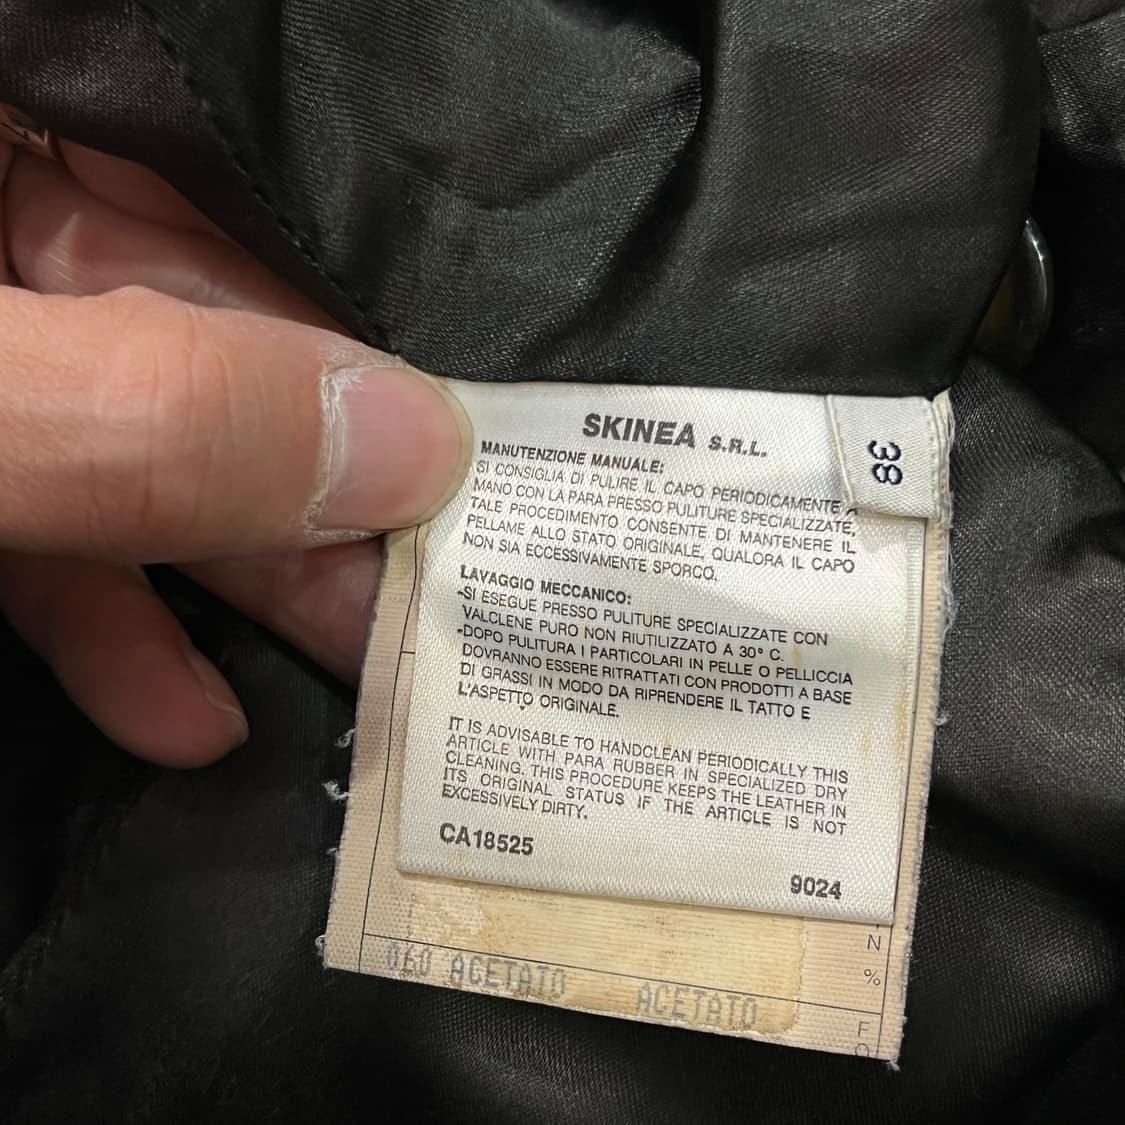 SKINEA S.R.L.
38
MANUTENZIONE MANUALE:
SI CONSIGLIA DI PULIRE IL CAPO PERIODICAMENTE A
MANO CON LA PARA PRESSO PULITURE SPECIALIZZATE,
TALE PROCEDIMENTO CONSENTE DI MANTENERE IL
PELLAME ALLO STATO ORIGINALE, QUALORA IL CAPO
NON SIA ECCESSIVAMENTE SPORCO.
LAVAGGIO MECCANICO:
-SI ESEGUE PRESSO PULITURE SPECIALIZZATE CON
VALCLENE PURO NON RIUTILIZZATO A 30° C.
-DOPO PULITURA I PARTICOLARI IN PELLE O PELLICCIA
DOVRANNO ESSERE RITRATTATI CON PRODOTTI A BASE
DI GRASSI IN MODO DA RIPRENDERE IL TATTO E
L'ASPETTO ORIGINALE.
IT IS ADVISABLE TO HANDCLEAN PERIODICALLY THIS
ARTICLE WITH PARA RUBBER IN SPECIALIZED DRY
CLEANING. THIS PROCEDURE KEEPS THE LEATHER IN
ITS ORIGINAL STATUS IF THE ARTICLE IS NOT
EXCESSIVELY DIRTY.
CA18525
9024
N
%
060 ACETATO ACETATO
F
O